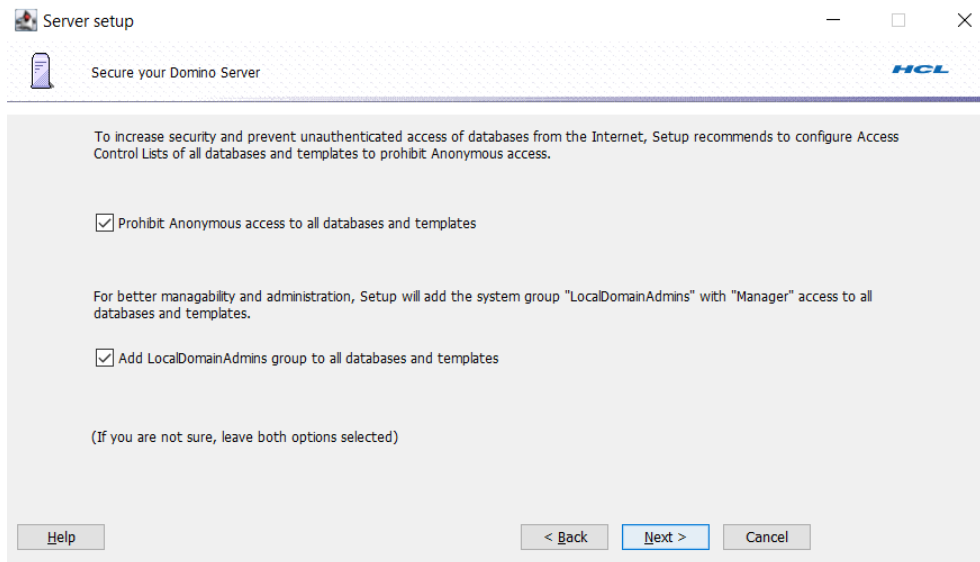 Server setup
Secure your Domino Server
HCL
To increase security and prevent unauthenticated access of databases from the Internet, Setup recommends to configure Access
Control Lists of all databases and templates to prohibit Anonymous access.
Prohibit Anonymous access to all databases and templates
For better managability and administration, Setup will add the system group "LocalDomainAdmins" with "Manager" access to all
databases and templates.
Add LocalDomainAdmins group to all databases and templates
(If you are not sure, leave both options selected)
Help
< Back
Next >
Cancel